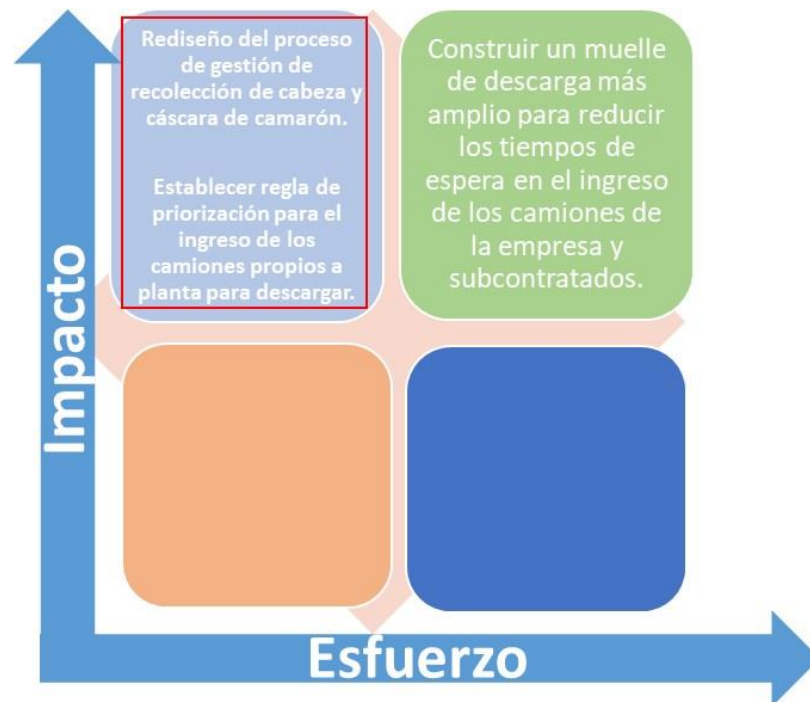 Rediseño del proceso
de gestión de
recolección de cabeza y
cáscara de camarón.
Establecer regla de
priorización para el
ingreso de los
camiones propios a
planta para descargar.
Construir un muelle
de descarga más
amplio para reducir
los tiempos de
espera en el ingreso
de los camiones de
la empresa y
subcontratados.
Impacto
Esfuerzo